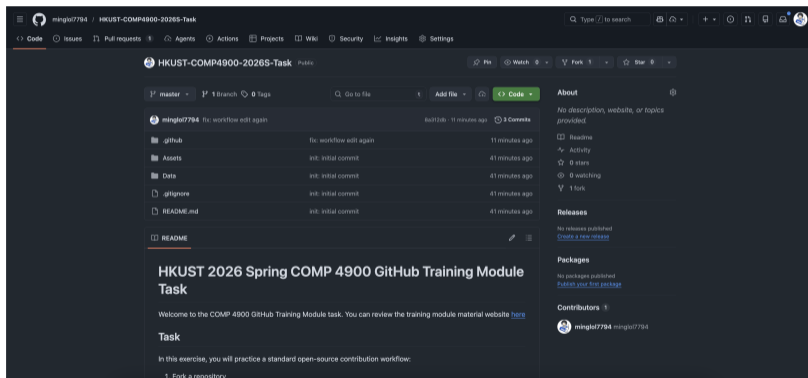 minglol7794 / HKUST-COMP4900-2026S-Task
Type / to search
Code Issues Pull requests 1 Agents Actions Projects Wiki Security Insights Settings
HKUST-COMP4900-2026S-Task Public
Pin Watch 0 Fork 1 Star 0
master 1 Branch 0 Tags Go to file Add file Code
About
No description, website, or topics provided.
minglol7794 fix: workflow edit again 11 minutes ago 3 Commits
.github fix: workflow edit again 11 minutes ago
Assets init: initial commit 41 minutes ago
Data init: initial commit 41 minutes ago
.gitignore init: initial commit 41 minutes ago
README.md init: initial commit 41 minutes ago
Readme
Activity
0 stars
0 watching
1 fork
Releases
No releases published
Create a new release
Packages
No packages published
Publish your first package
Contributors 1
minglol7794 minglol7794
README
HKUST 2026 Spring COMP 4900 GitHub Training Module
Task
Welcome to the COMP 4900 GitHub Training Module task. You can review the training module material website here
Task
In this exercise, you will practice a standard open-source contribution workflow:
1. Fork a repository